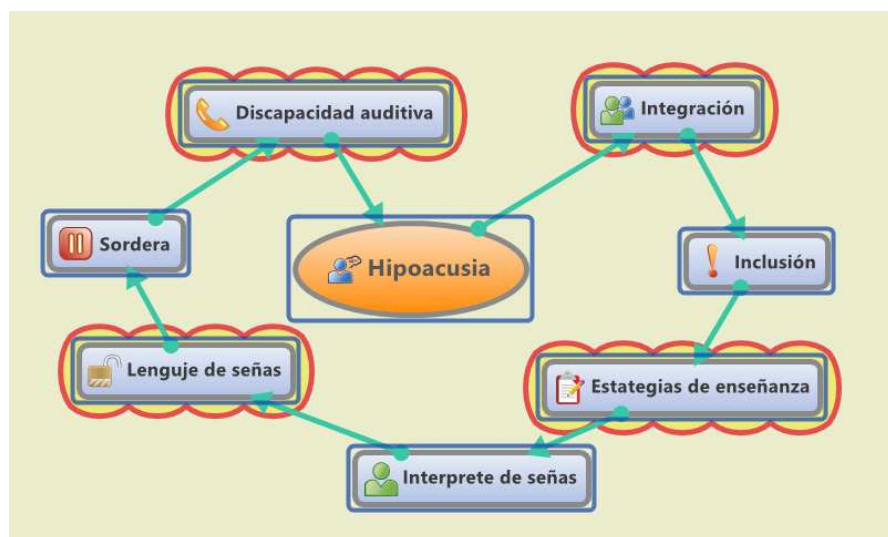 Discapacidad auditiva
Integración
Sordera
Hipoacusia
Inclusión
Lenguje de señas
Estategias de enseñanza
Interprete de señas